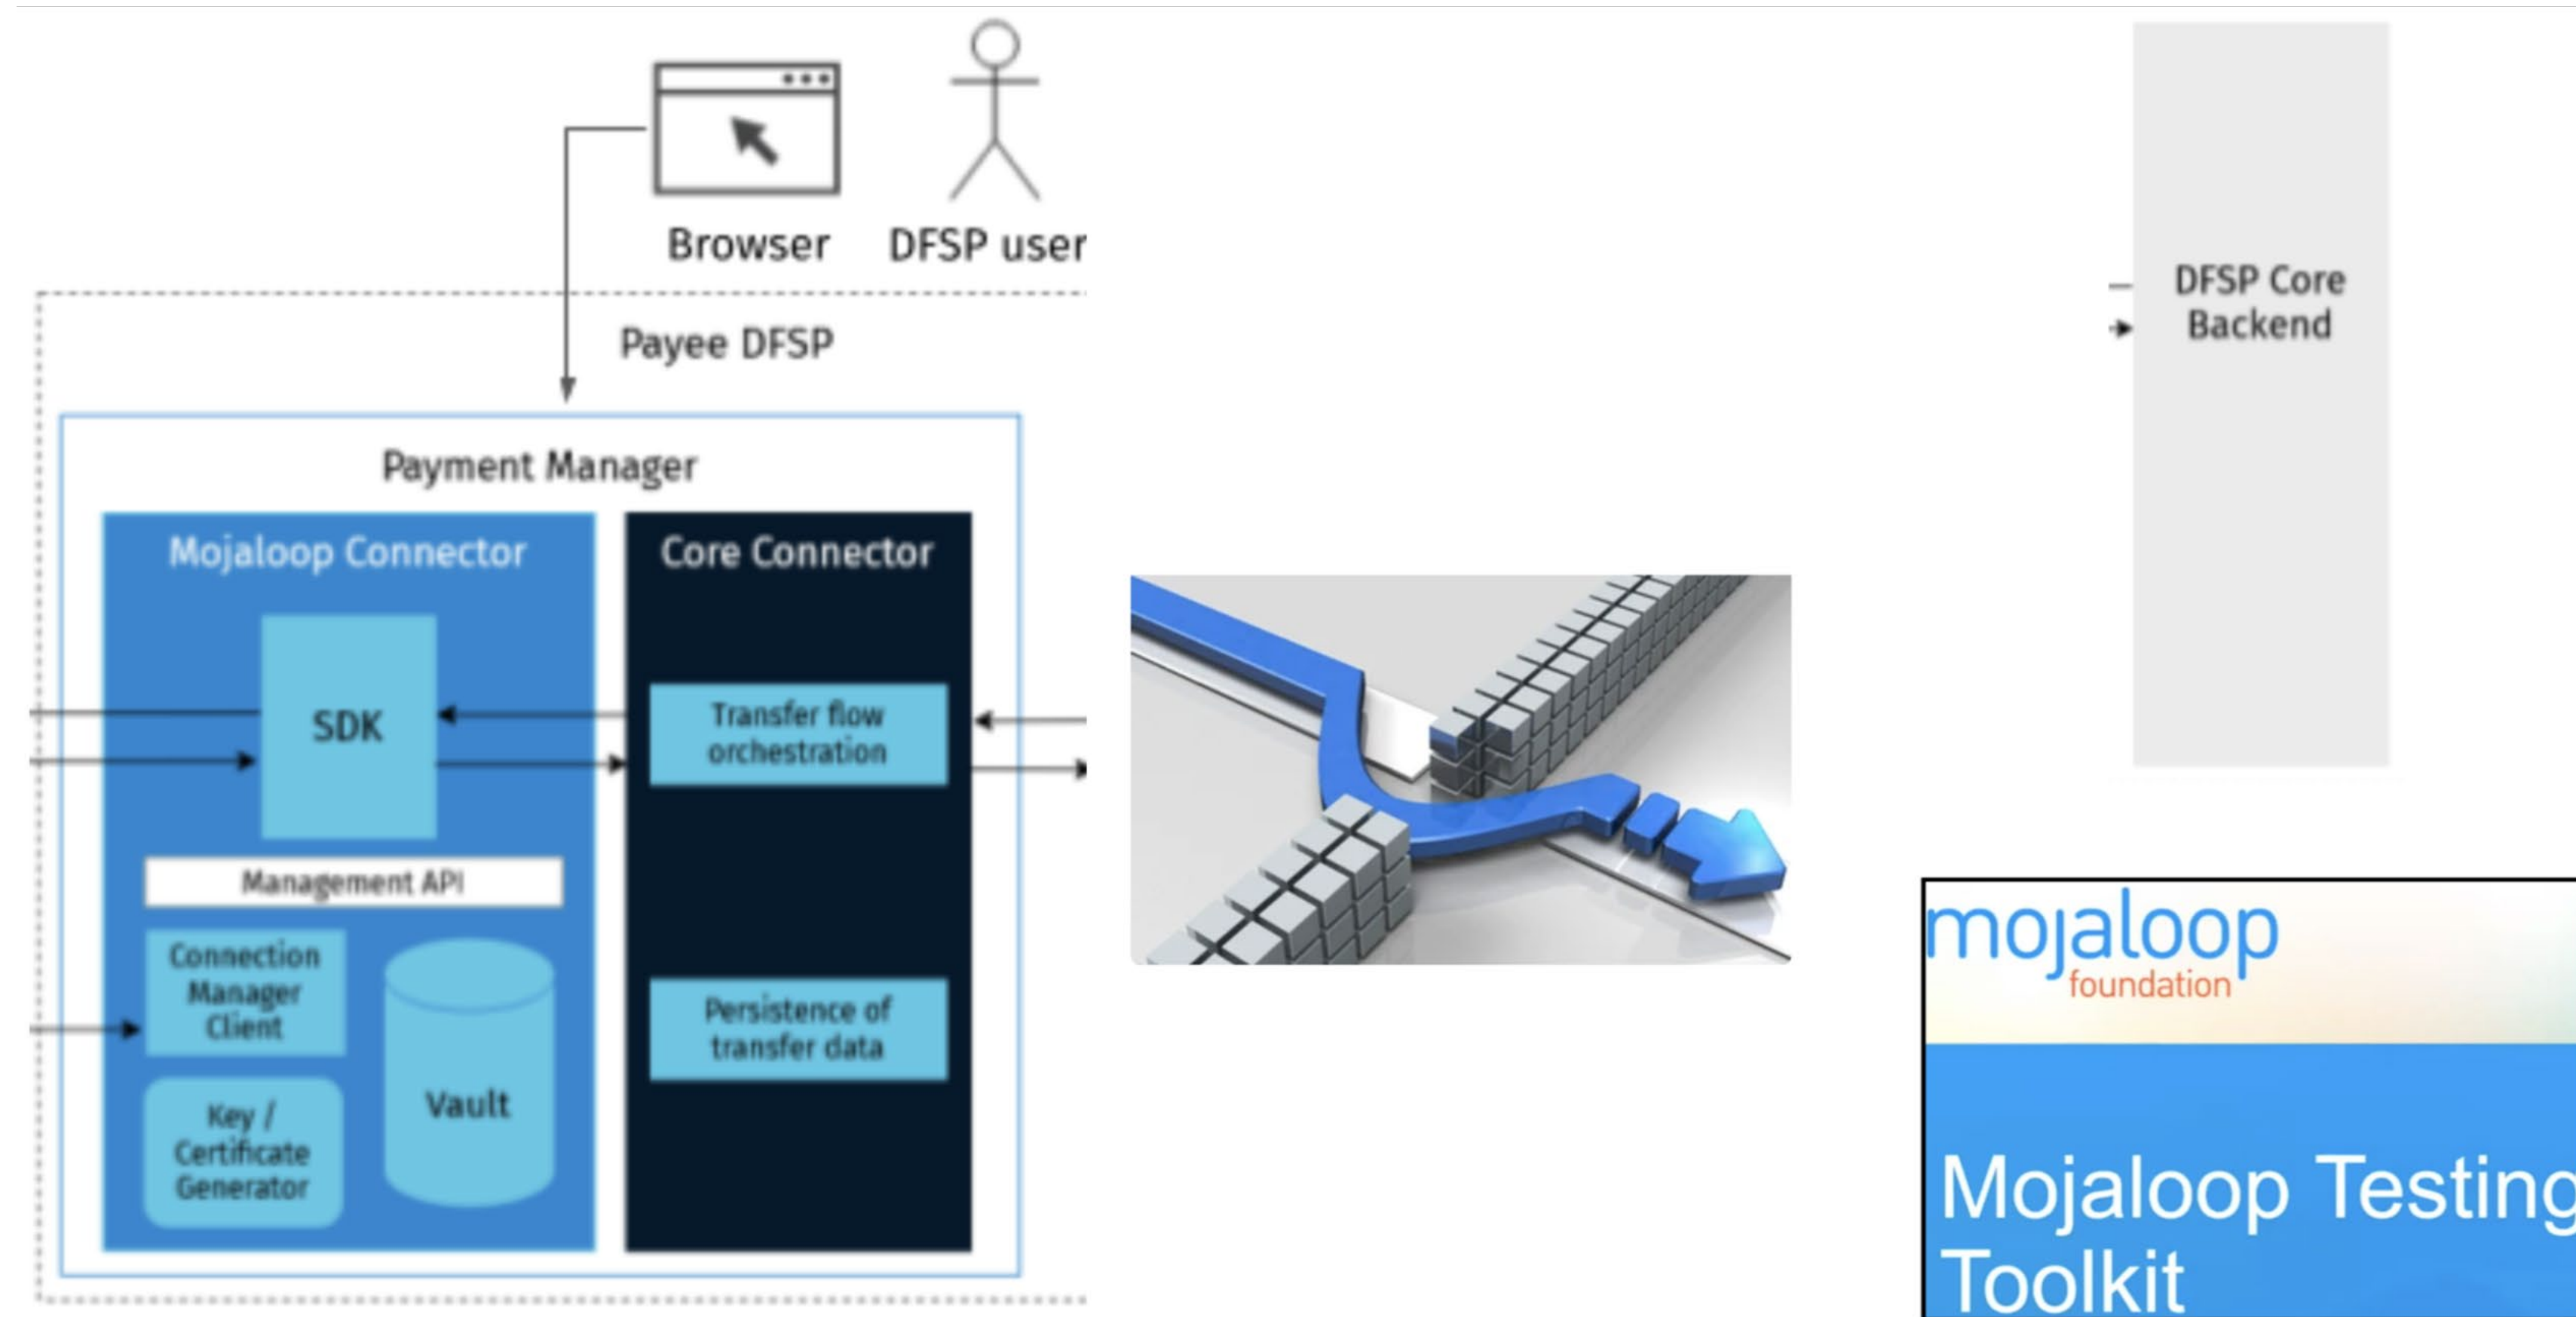 Browser
DFSP user
Payee DFSP
Payment Manager
Mojaloop Connector
Core Connector
SDK
Transfer flow
orchestration
Management API
Connection
Manager
Client
Vault
Key /
Certificate
Generator
Persistence of
transfer data
DFSP Core
Backend
mojaloop
foundation
Mojaloop Testing
Toolkit